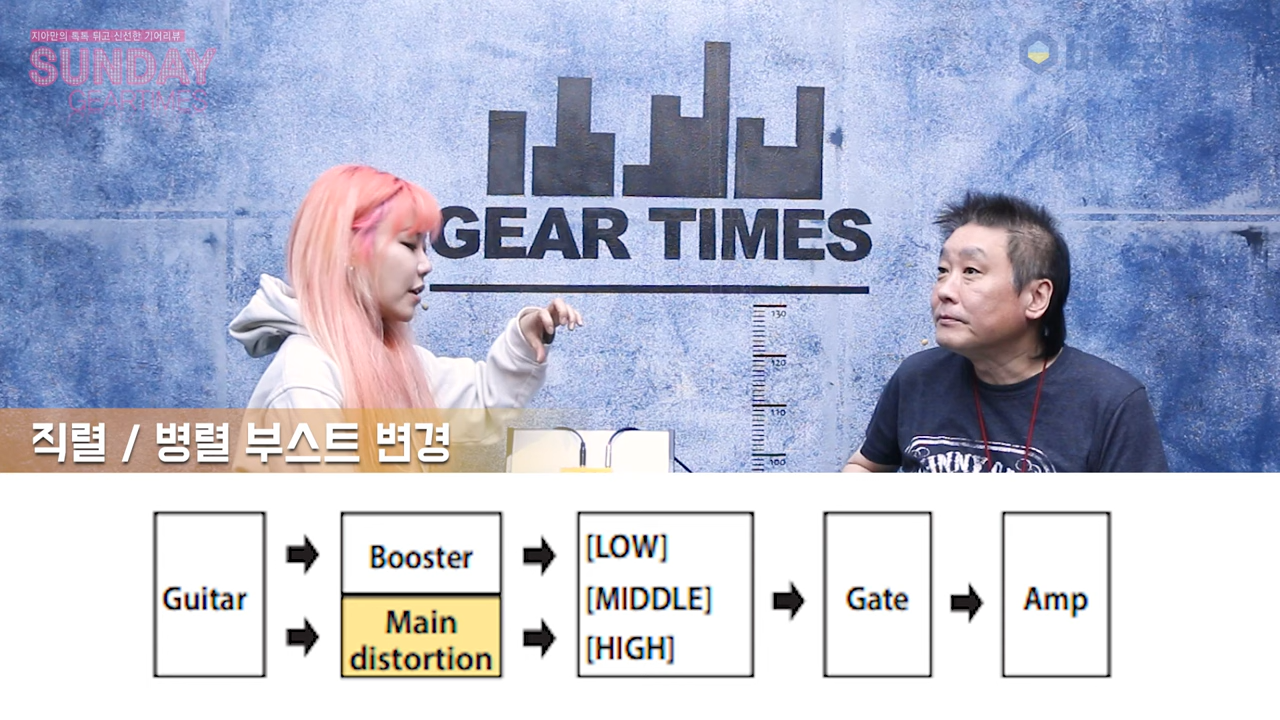 지아만의 톡톡 튀고 신선한 기어리뷰
SUNDAY
GEARTIMES
GEAR TIMES
130
120
110
100
직렬 / 병렬 부스트 변경
Guitar
Booster
Main
distortion
[LOW]
[MIDDLE]
[HIGH]
Gate
Amp